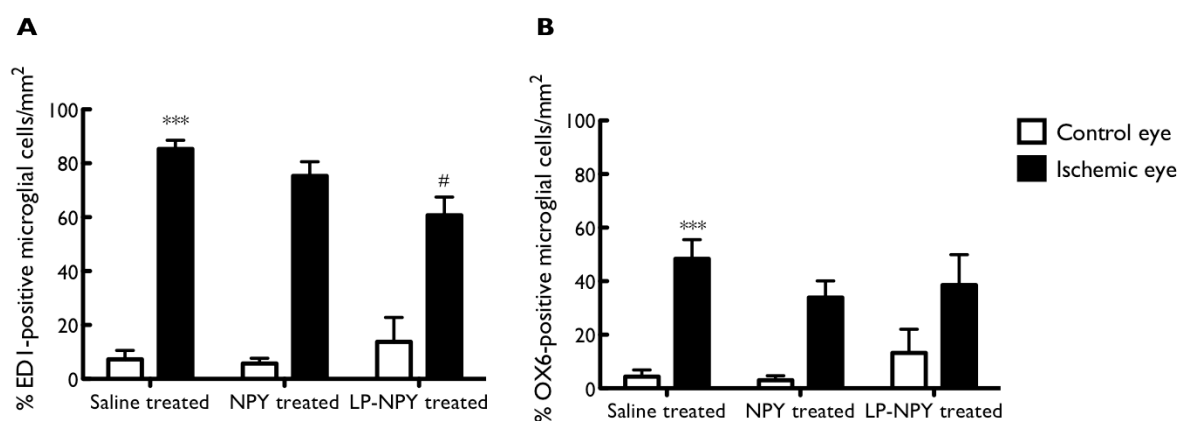 A
B
% ED1-positive microglial cells/mm²
100
80
60
40
20
0
***
#
Saline treated
NPY treated
LP-NPY treated
% OX6-positive microglial cells/mm²
100
80
60
40
20
0
***
Saline treated
NPY treated
LP-NPY treated
Control eye
Ischemic eye